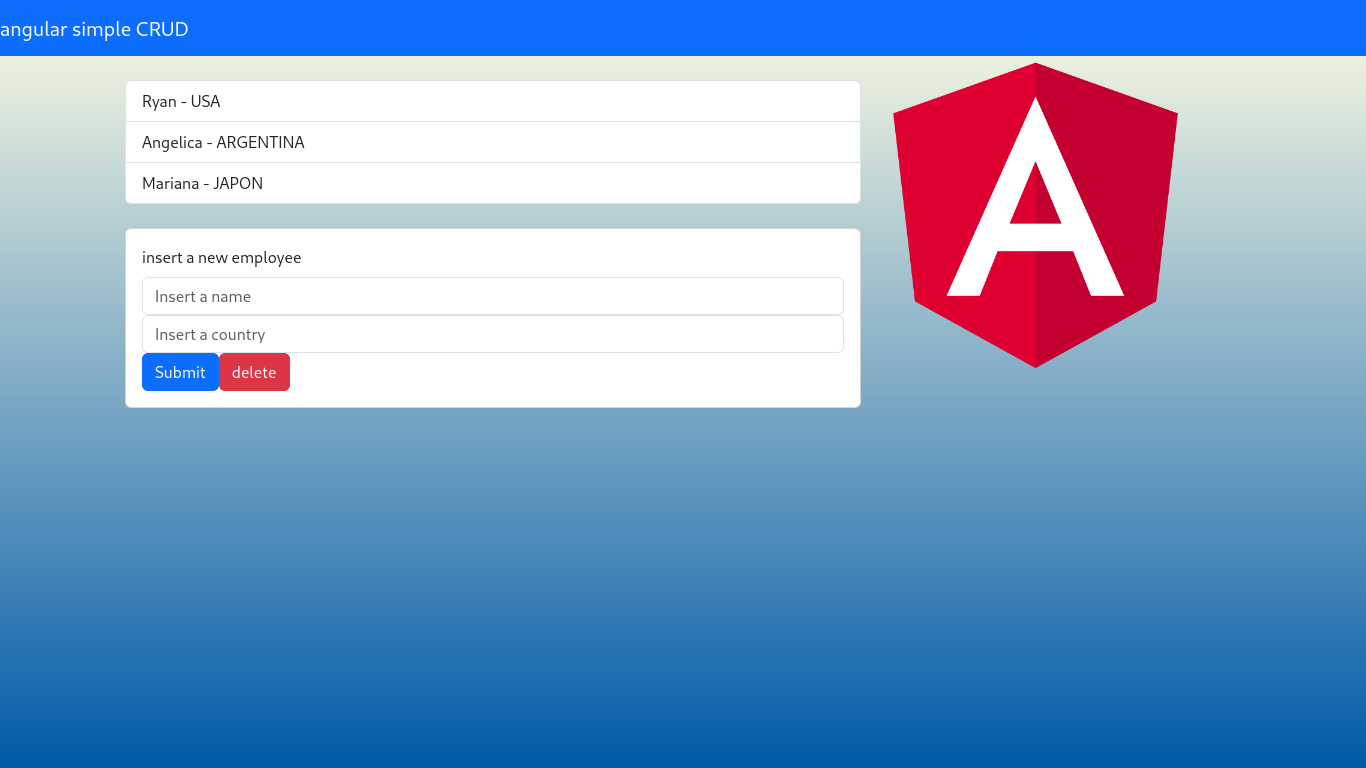 angular simple CRUD
Ryan - USA
Angelica - ARGENTINA
Mariana - JAPON
insert a new employee
Insert a name
Insert a country
Submit delete
A